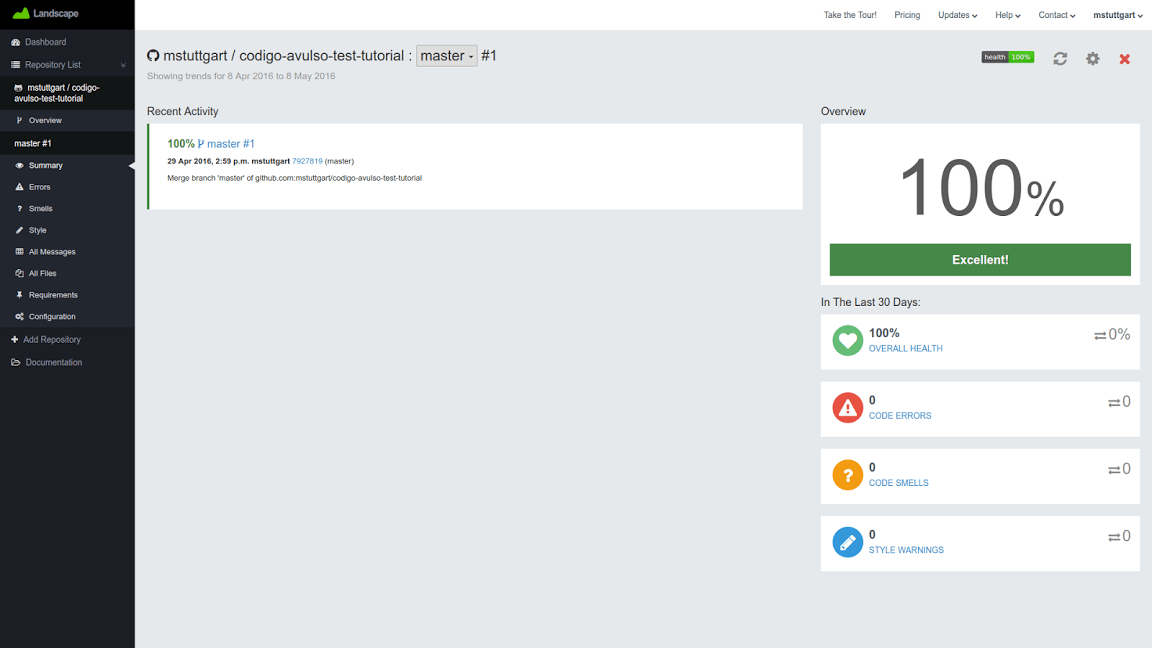 Landscape
Take the Tour! Pricing Updates Help Contact mstuttgart
Dashboard
Repository List
mstuttgart / codigo-
avulso-test-tutorial
Overview
master #1
Summary
Errors
Smells
Style
All Messages
All Files
Requirements
Configuration
Add Repository
Documentation
mstuttgart / codigo-avulso-test-tutorial : master #1
health 100%
Showing trends for 8 Apr 2016 to 8 May 2016
Recent Activity
100% master #1
29 Apr 2016, 2:59 p.m. mstuttgart 7927819 (master)
Merge branch 'master' of github.com:mstuttgart/codigo-avulso-test-tutorial
Overview
100%
Excellent!
In The Last 30 Days:
100% 0%
OVERALL HEALTH
0 0
CODE ERRORS
0 0
CODE SMELLS
0 0
STYLE WARNINGS